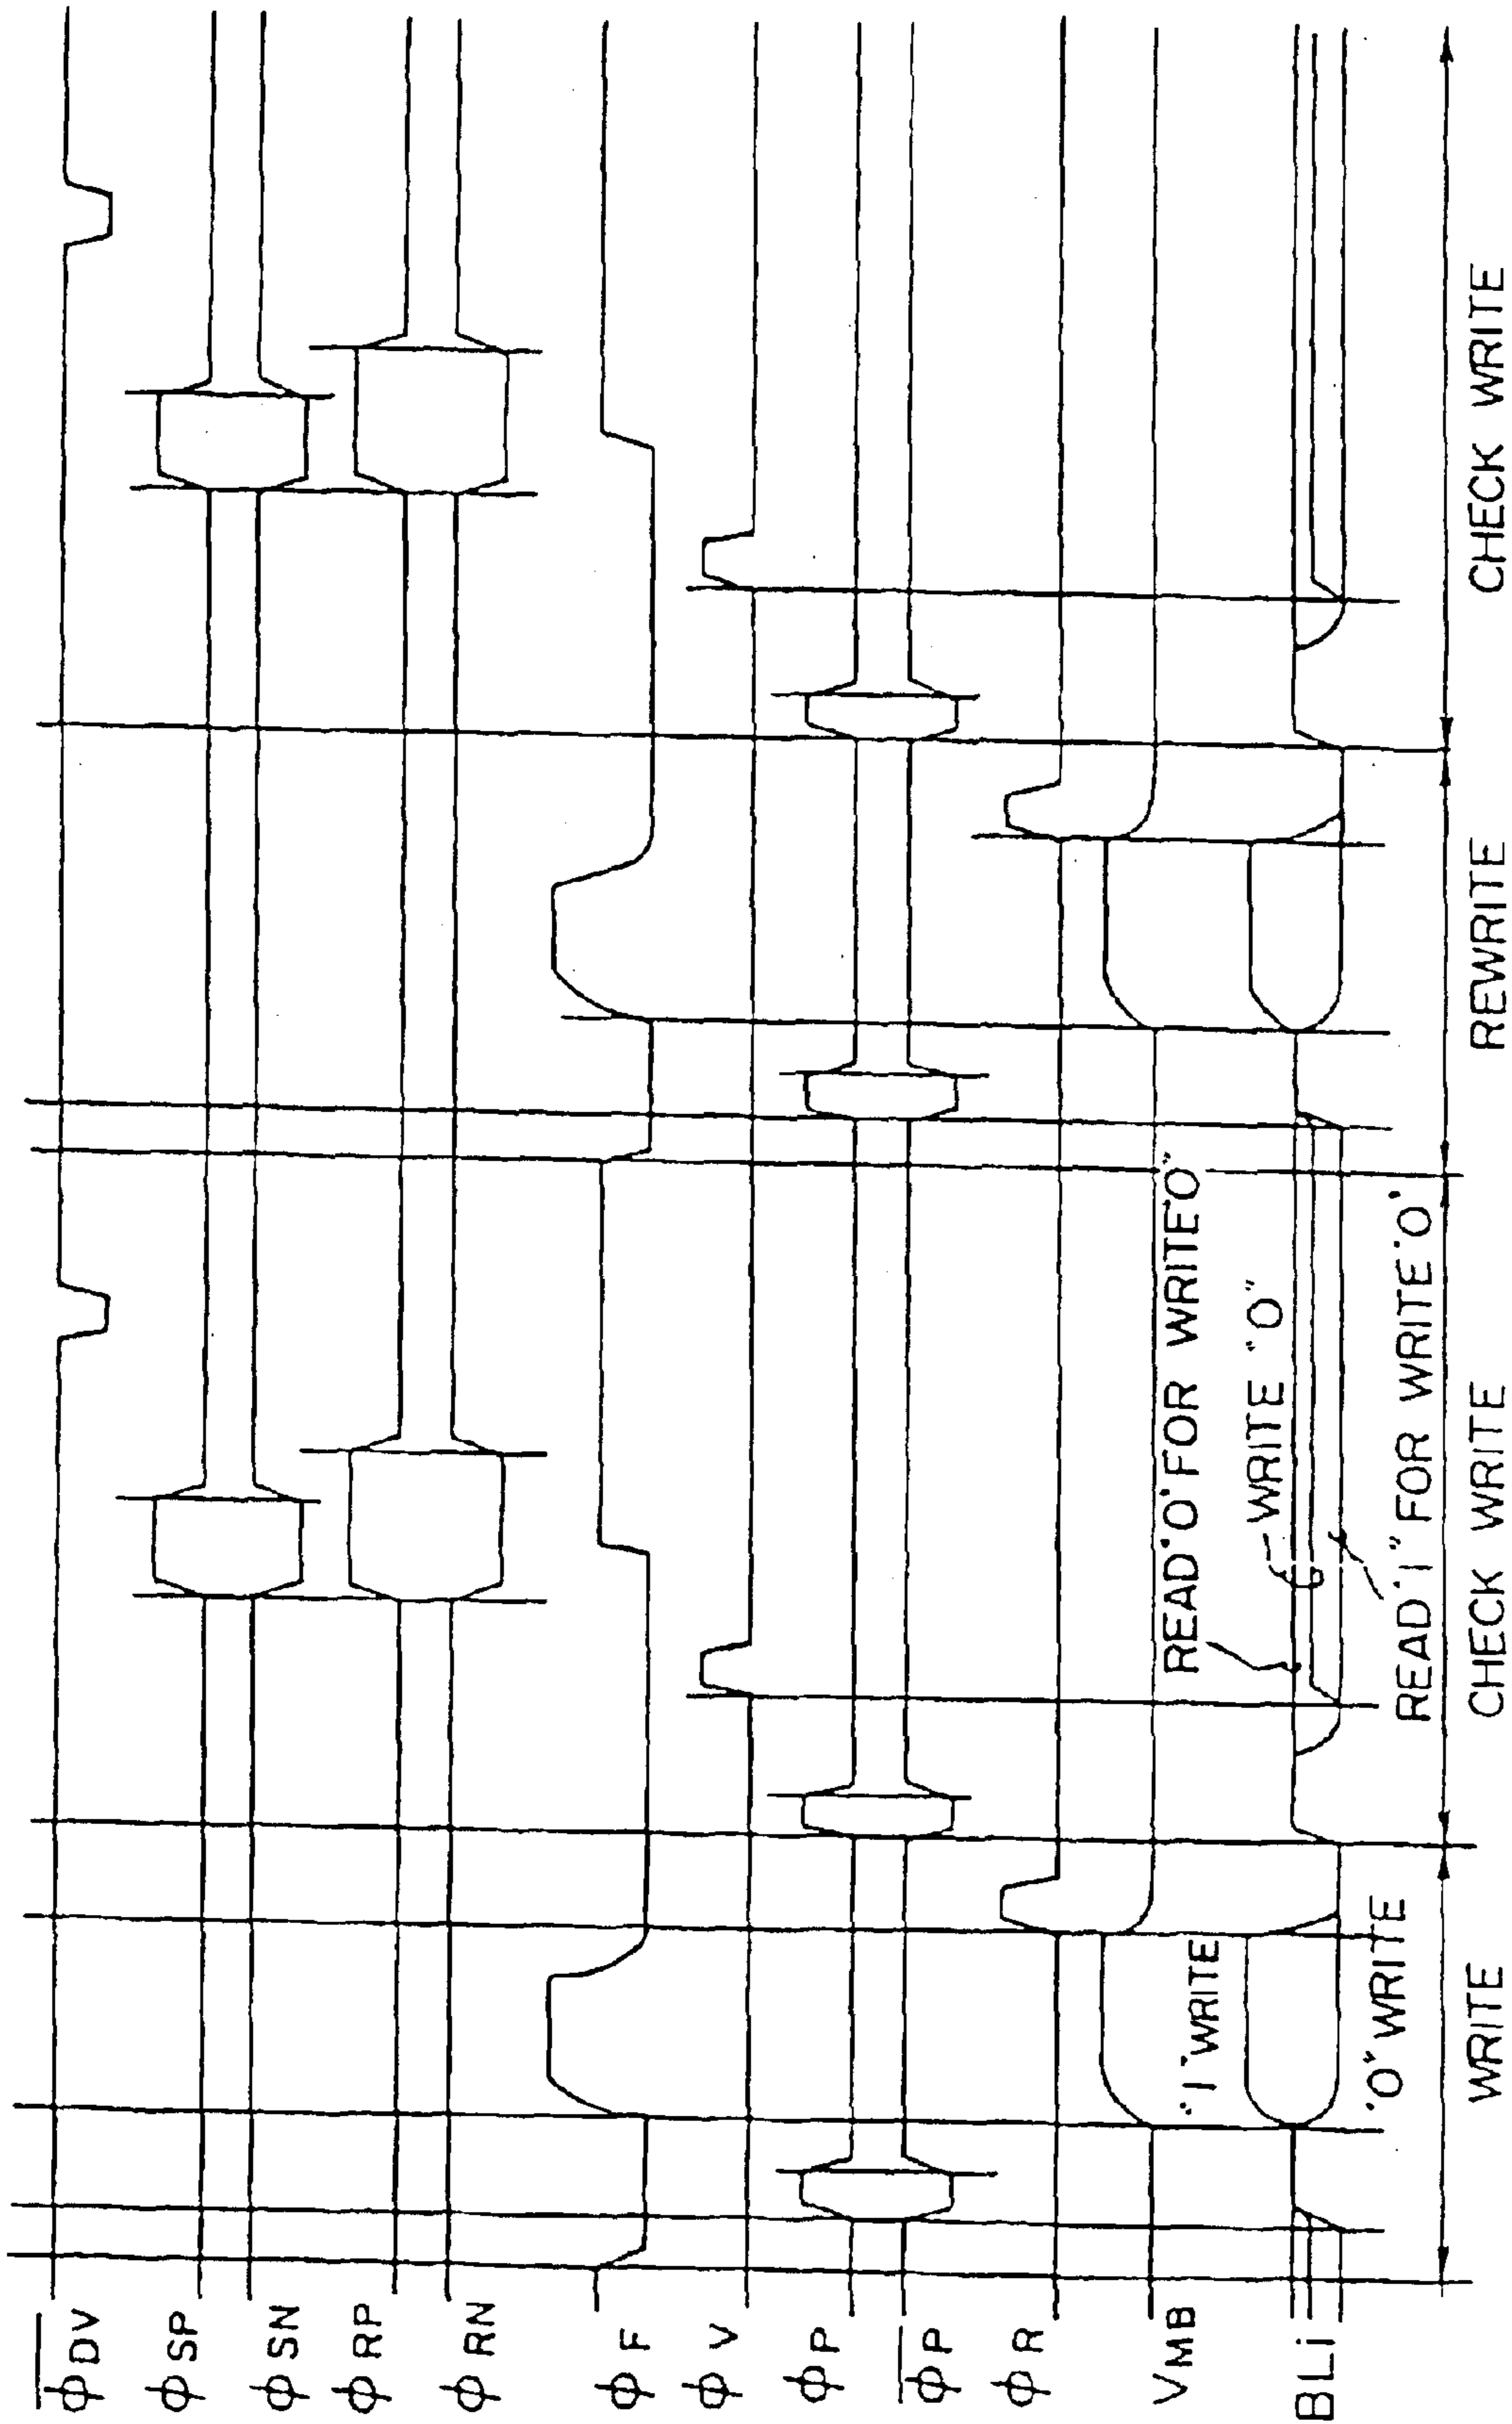 φDV
φSP
φSN
φRP
φRN
φF
φV
φP
φP
φR
VMB
BLi
"1" WRITE
"0" WRITE
READ "0" FOR WRITE "0"
WRITE "0"
READ "1" FOR WRITE "0"
WRITE
CHECK WRITE
REWRITE
CHECK WRITE